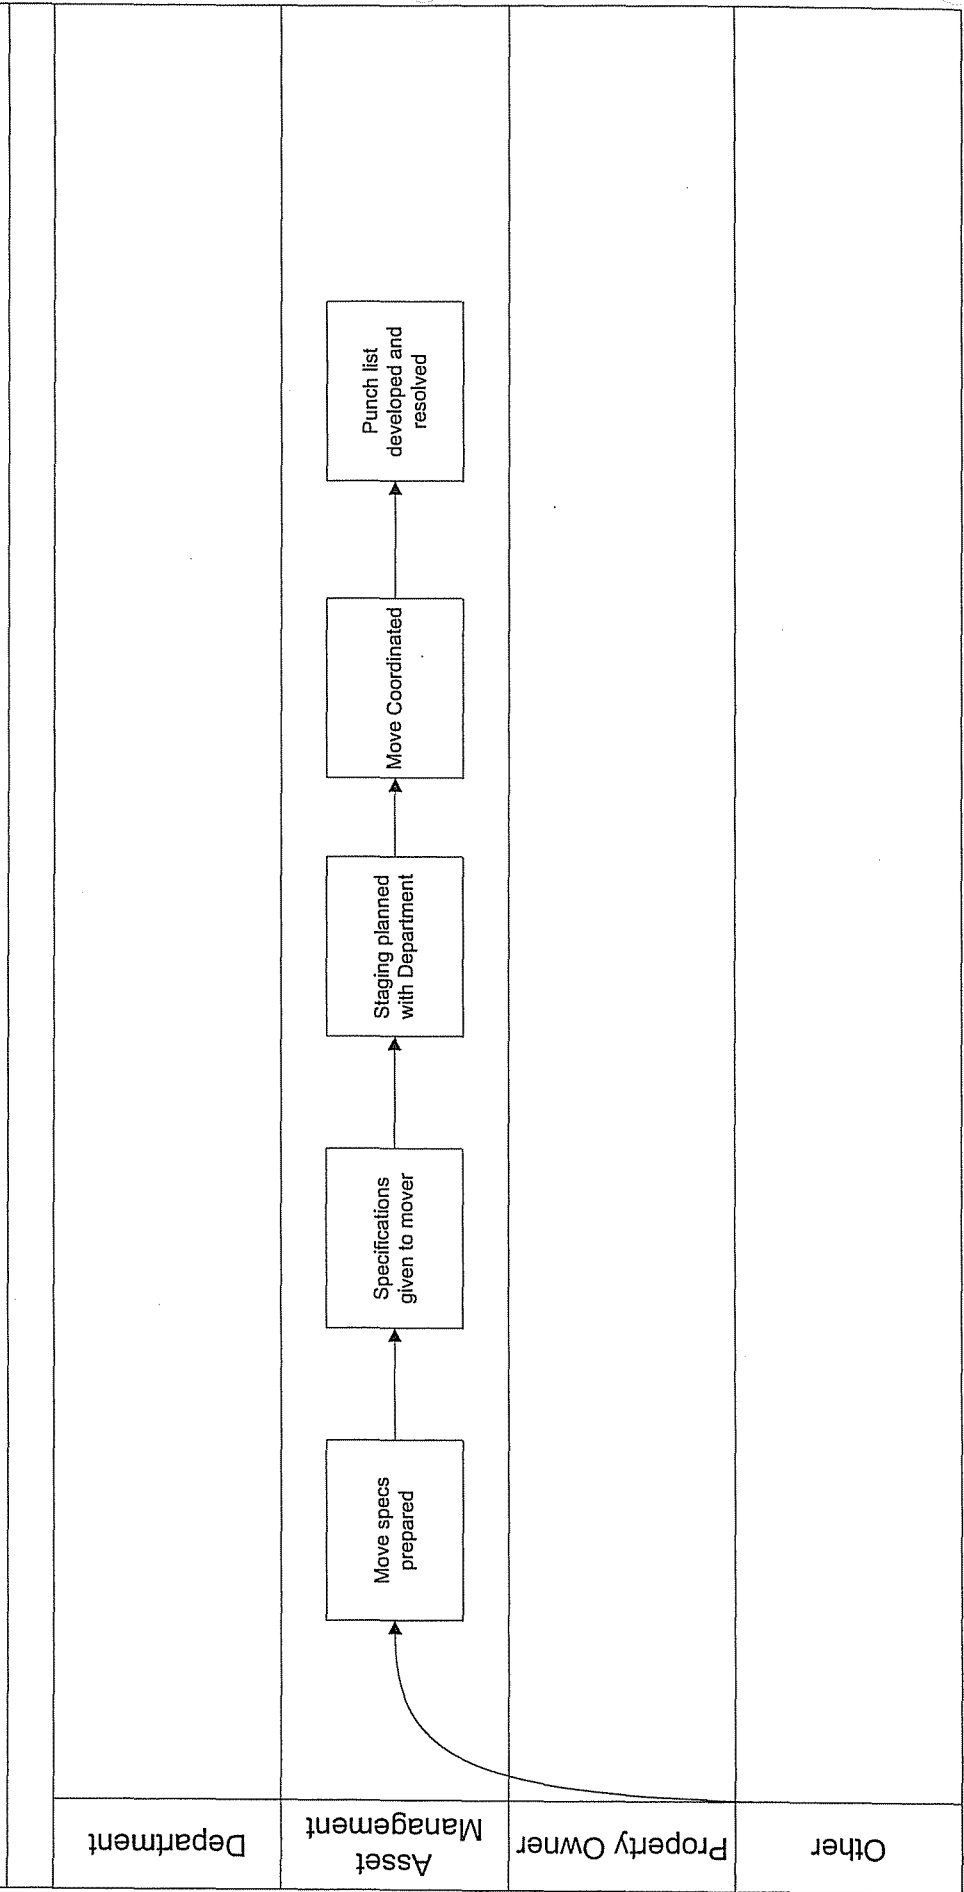 Department
Asset
Management
Property Owner
Other
Move specs
prepared
Specifications
given to mover
Staging planned
with Department
Move Coordinated
Punch list
developed and
resolved